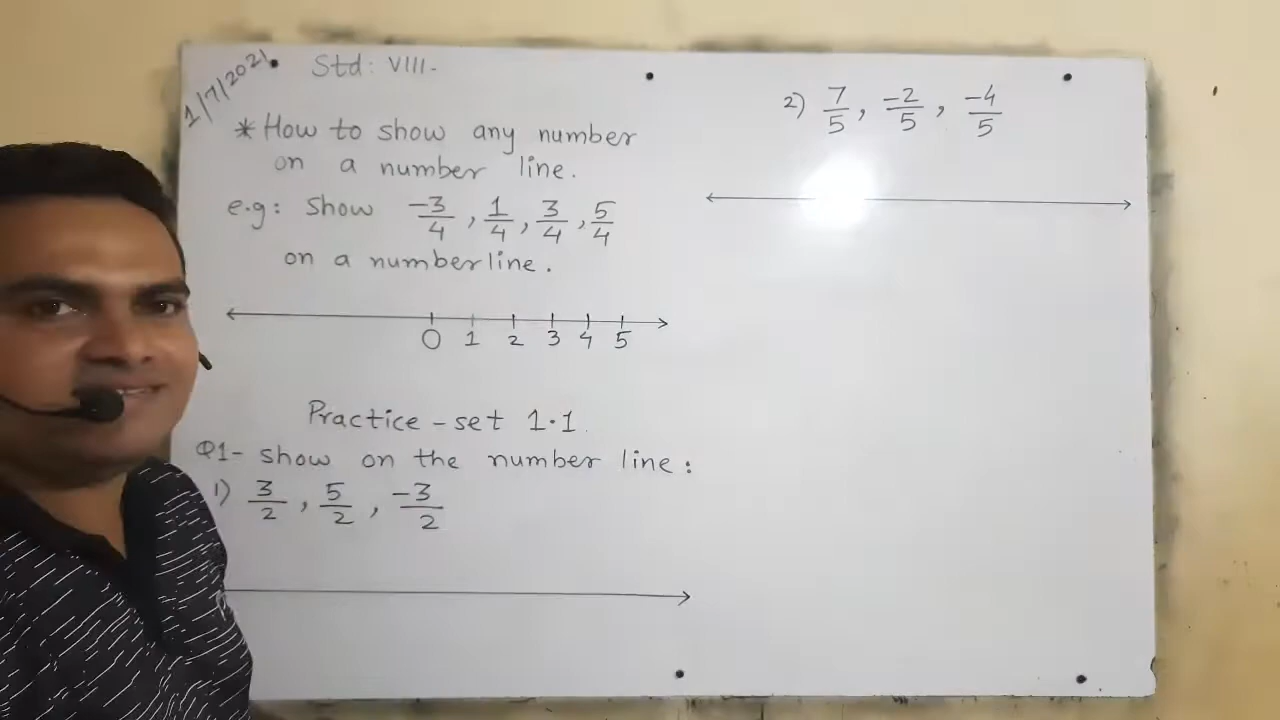 1/7/2021
Std: VIII-
* How to show any number
on a number line.
e.g: Show -3/4, 1/4, 3/4, 5/4
on a numberline.
0 1 2 3 4 5
Practice-set 1.1.
Q1- show on the number line:
1) 3/2, 5/2, -3/2
2) 7/5, -2/5, -4/5